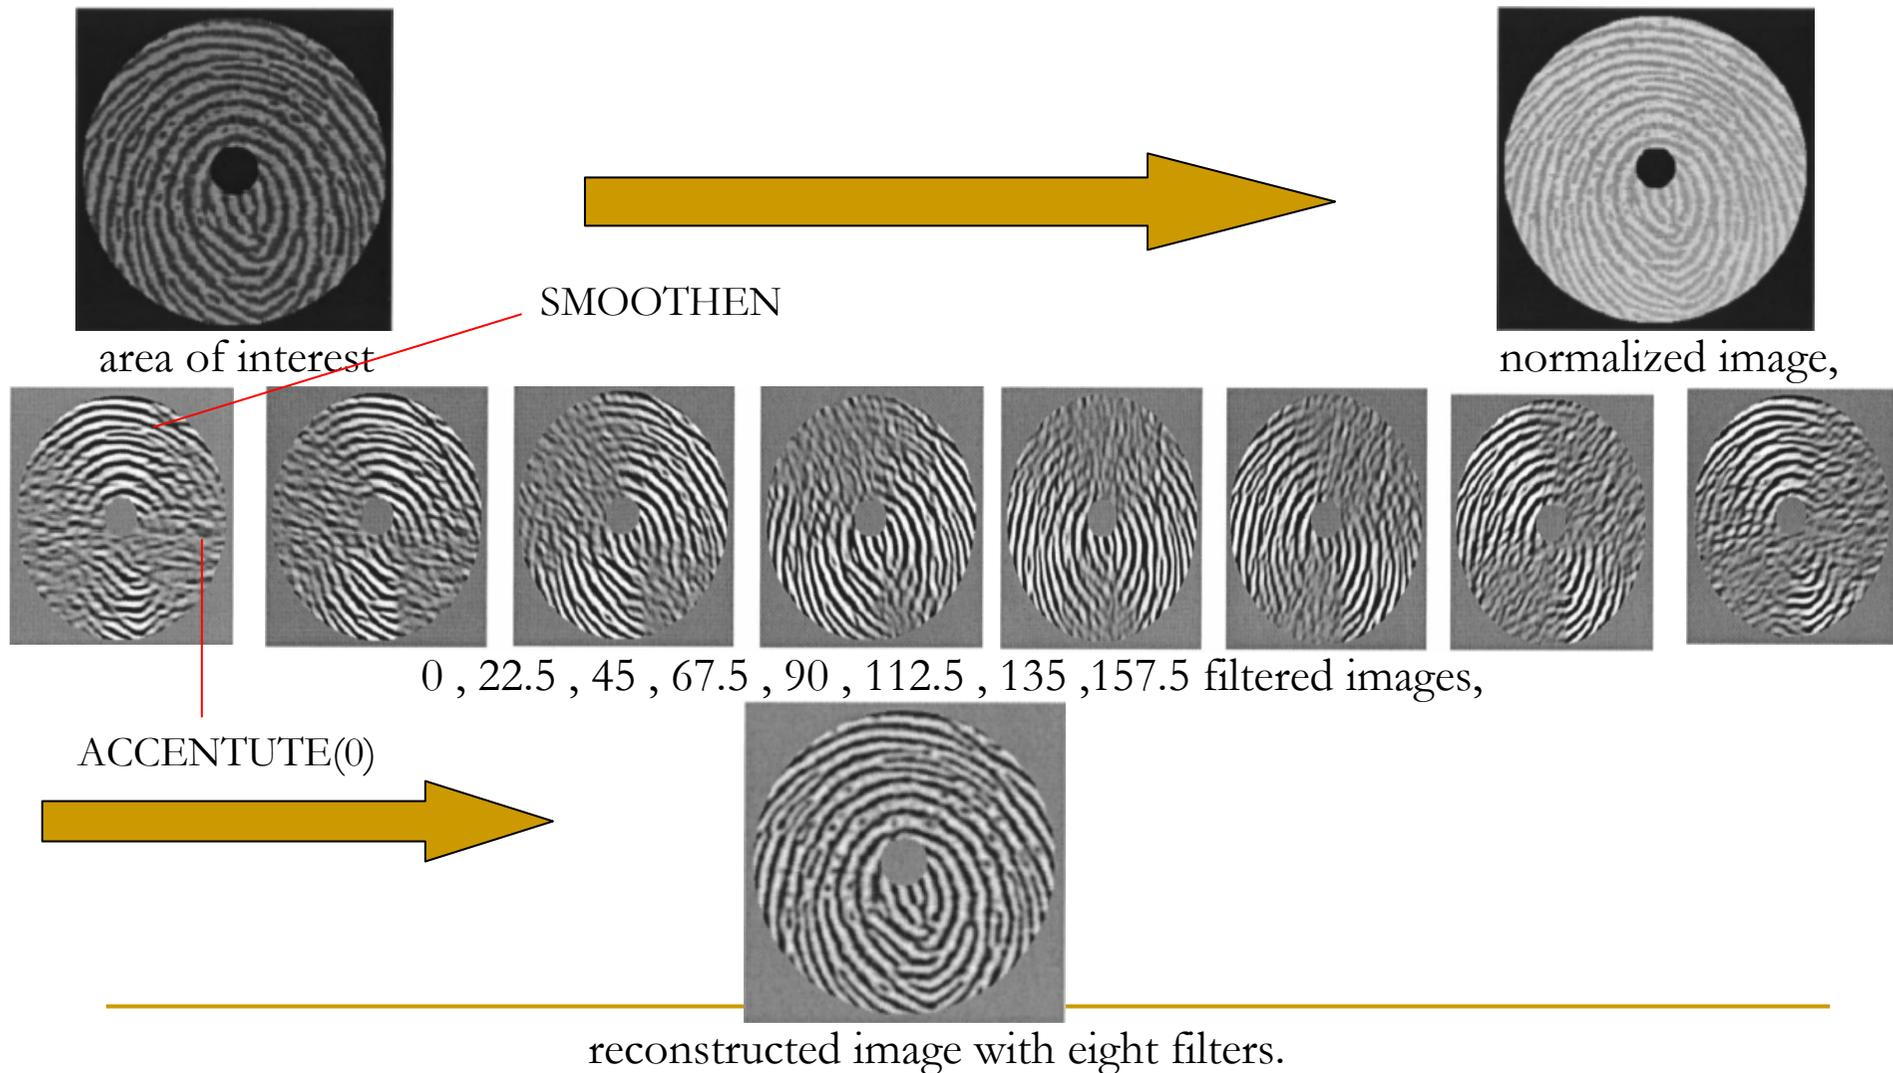 SMOOTHEN
area of interest
normalized image,
0 , 22.5 , 45 , 67.5 , 90 , 112.5 , 135 ,157.5 filtered images,
ACCENTUTE(0)
reconstructed image with eight filters.